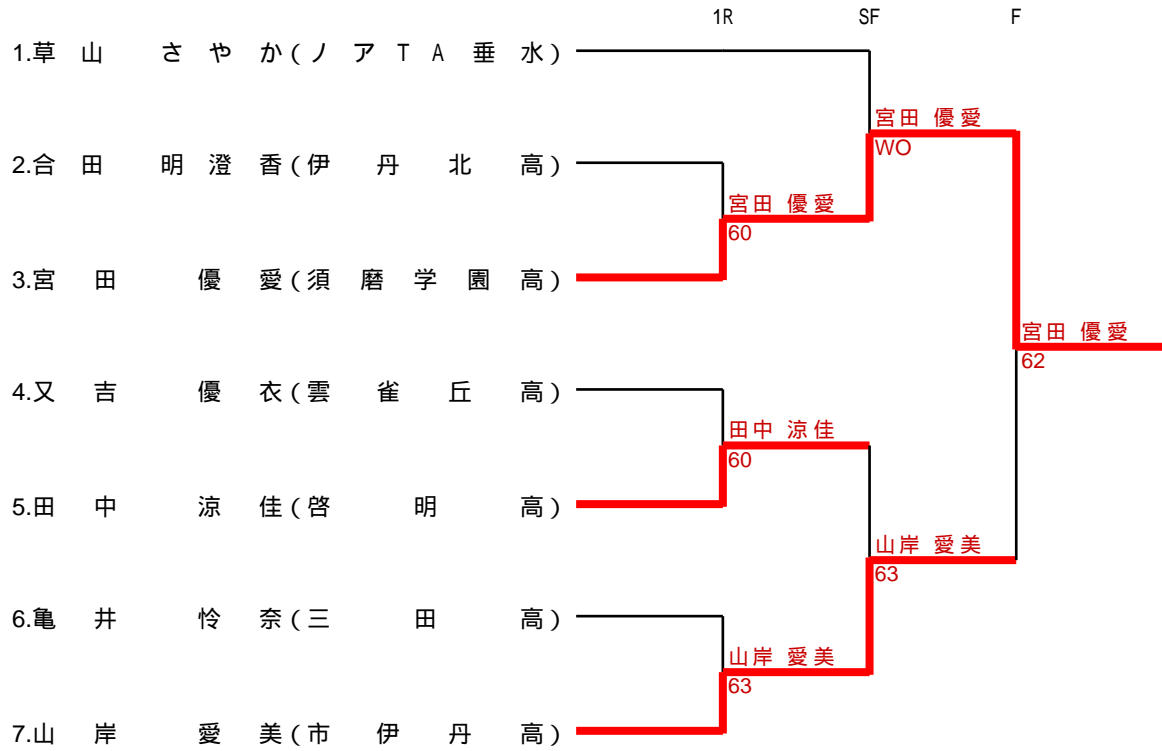 1R SF F
1.草山 さやか(ノアTA垂水)
宮田 優愛
WO
2.合田 明澄香(伊丹北高)
宮田 優愛
60
3.宮田 優愛(須磨学園高)
宮田 優愛
62
4.又吉 優衣(雲雀丘高)
田中 涼佳
60
5.田中 涼佳(啓明高)
山岸 愛美
63
6.亀井 怜奈(三田高)
山岸 愛美
63
7.山岸 愛美(市伊丹高)